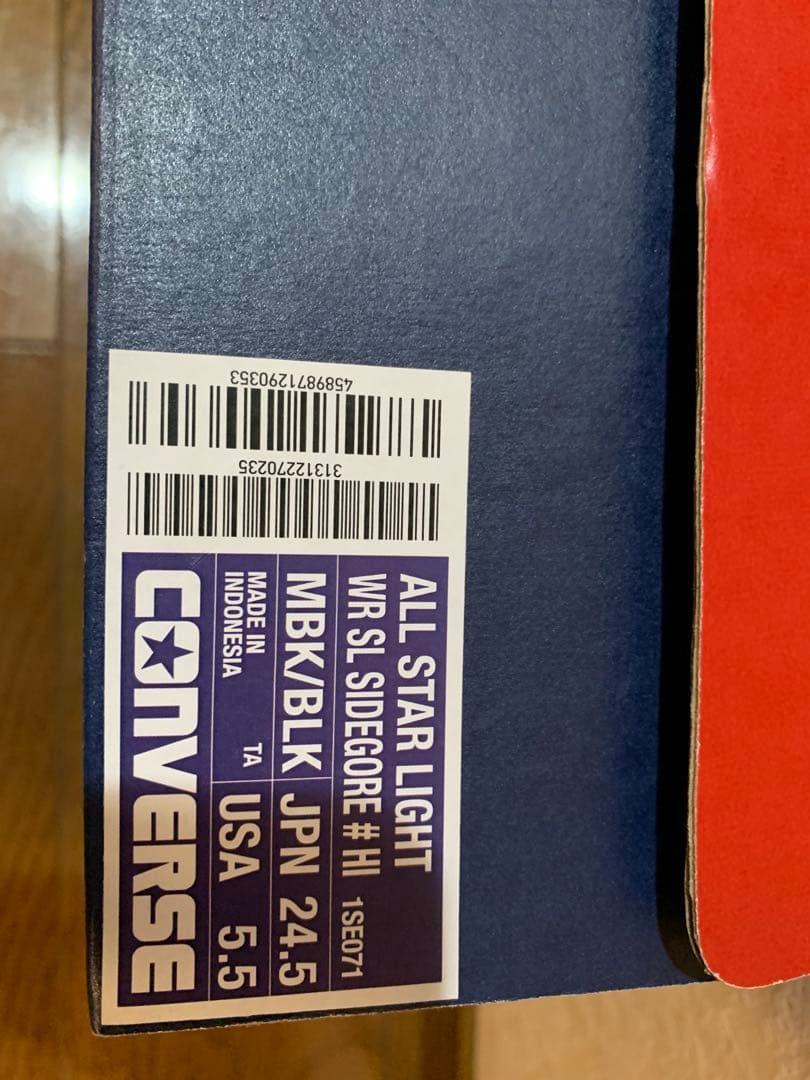 ALL STAR LIGHT
WR SL SIDEGORE # HI 1SE071
MBK/BLK JPN 24.5
MADE IN
INDONESIA TA USA 5.5
CONVERSE
31312270235
4589871290353